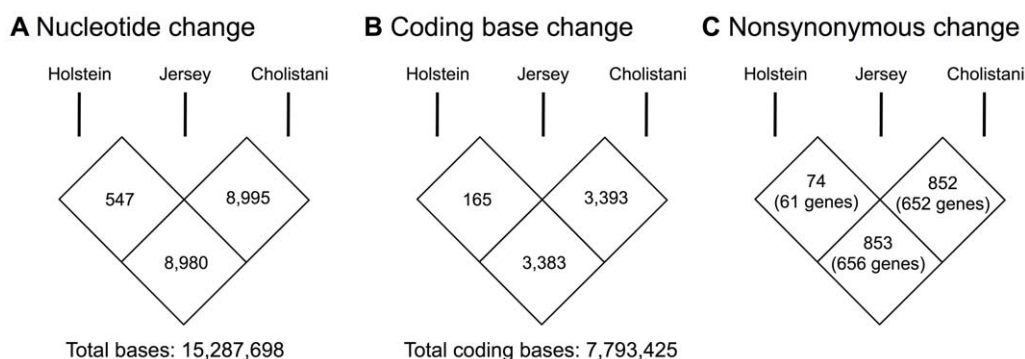 A Nucleotide change
Holstein Jersey Cholistani
547 8,995
8,980
Total bases: 15,287,698
B Coding base change
Holstein Jersey Cholistani
165 3,393
3,383
Total coding bases: 7,793,425
C Nonsynonymous change
Holstein Jersey Cholistani
74
(61 genes)
852
(652 genes)
853
(656 genes)